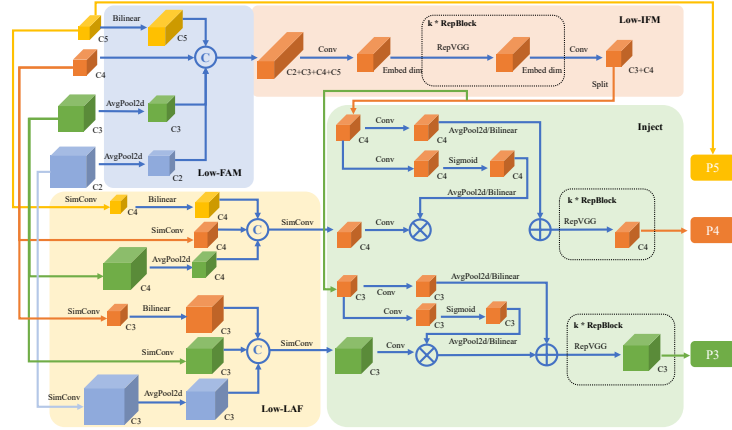 Bilinear
C5
C5
C4
AvgPool2d
C3
C3
AvgPool2d
C2
C2
C
Low-FAM
Low-IFM
k * RepBlock
Conv
RepVGG
Conv
C2+C3+C4+C5
Embed dim
Embed dim
C3+C4
Split
Inject
C4
Conv
C4
AvgPool2d/Bilinear
Conv
C4
Sigmoid
C4
AvgPool2d/Bilinear
SimConv
C4
Bilinear
C4
SimConv
C4
C
SimConv
C4
Conv
k * RepBlock
RepVGG
C4
C4
AvgPool2d
C4
C3
Conv
C3
AvgPool2d/Bilinear
Conv
C3
Sigmoid
C3
AvgPool2d/Bilinear
SimConv
C3
Bilinear
C3
SimConv
C3
C
SimConv
C3
Conv
k * RepBlock
RepVGG
C3
SimConv
C3
AvgPool2d
C3
Low-LAF
P5
P4
P3